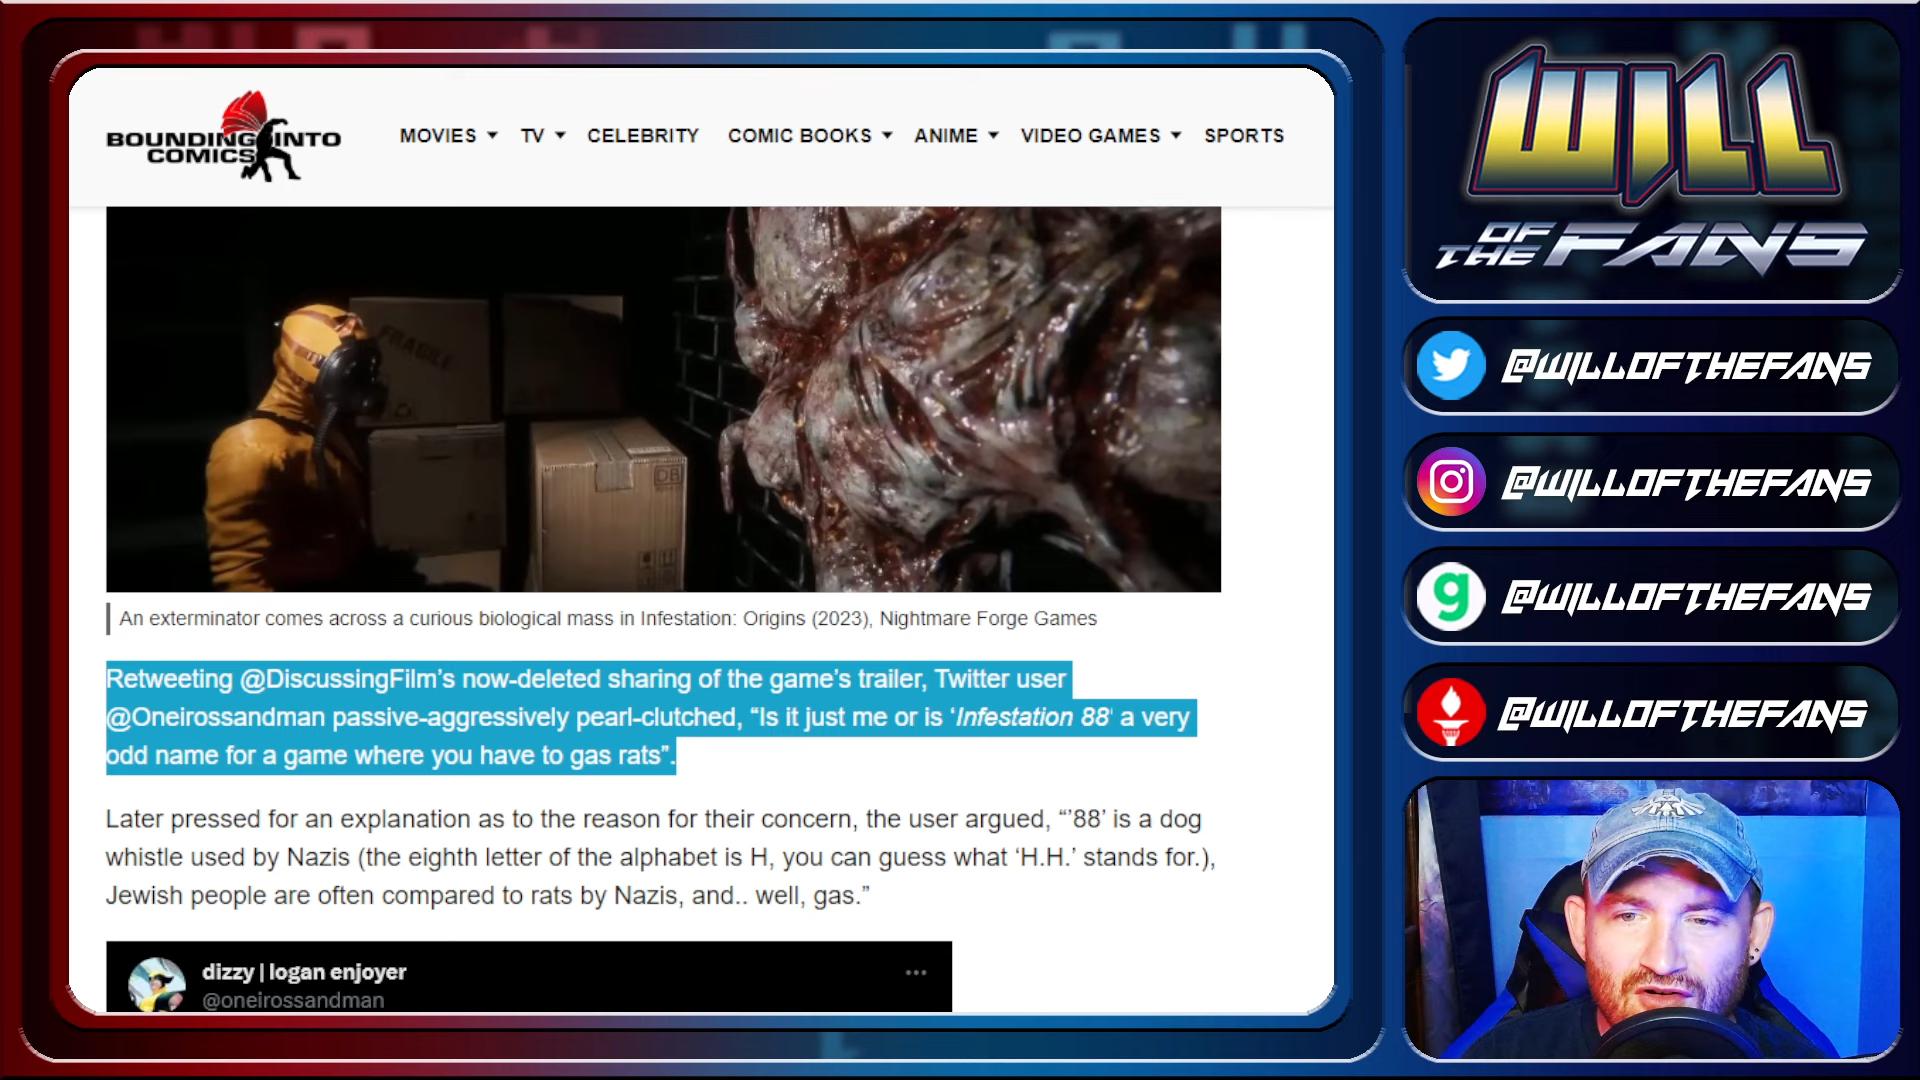 BOUNDING INTO
COMICS
MOVIES
TV
CELEBRITY
COMIC BOOKS
ANIME
VIDEO GAMES
SPORTS
FRAGILE
DB
An exterminator comes across a curious biological mass in Infestation: Origins (2023), Nightmare Forge Games
Retweeting @DiscussingFilm’s now-deleted sharing of the game’s trailer, Twitter user
@Oneirossandman passive-aggressively pearl-clutched, “Is it just me or is ‘Infestation 88‘ a very
odd name for a game where you have to gas rats”.
Later pressed for an explanation as to the reason for their concern, the user argued, “’88’ is a dog
whistle used by Nazis (the eighth letter of the alphabet is H, you can guess what ‘H.H.’ stands for.),
Jewish people are often compared to rats by Nazis, and.. well, gas.”
dizzy | logan enjoyer
@oneirossandman
WILL
OF THE FANS
@WILLOFTHEFANS
@WILLOFTHEFANS
g
@WILLOFTHEFANS
@WILLOFTHEFANS